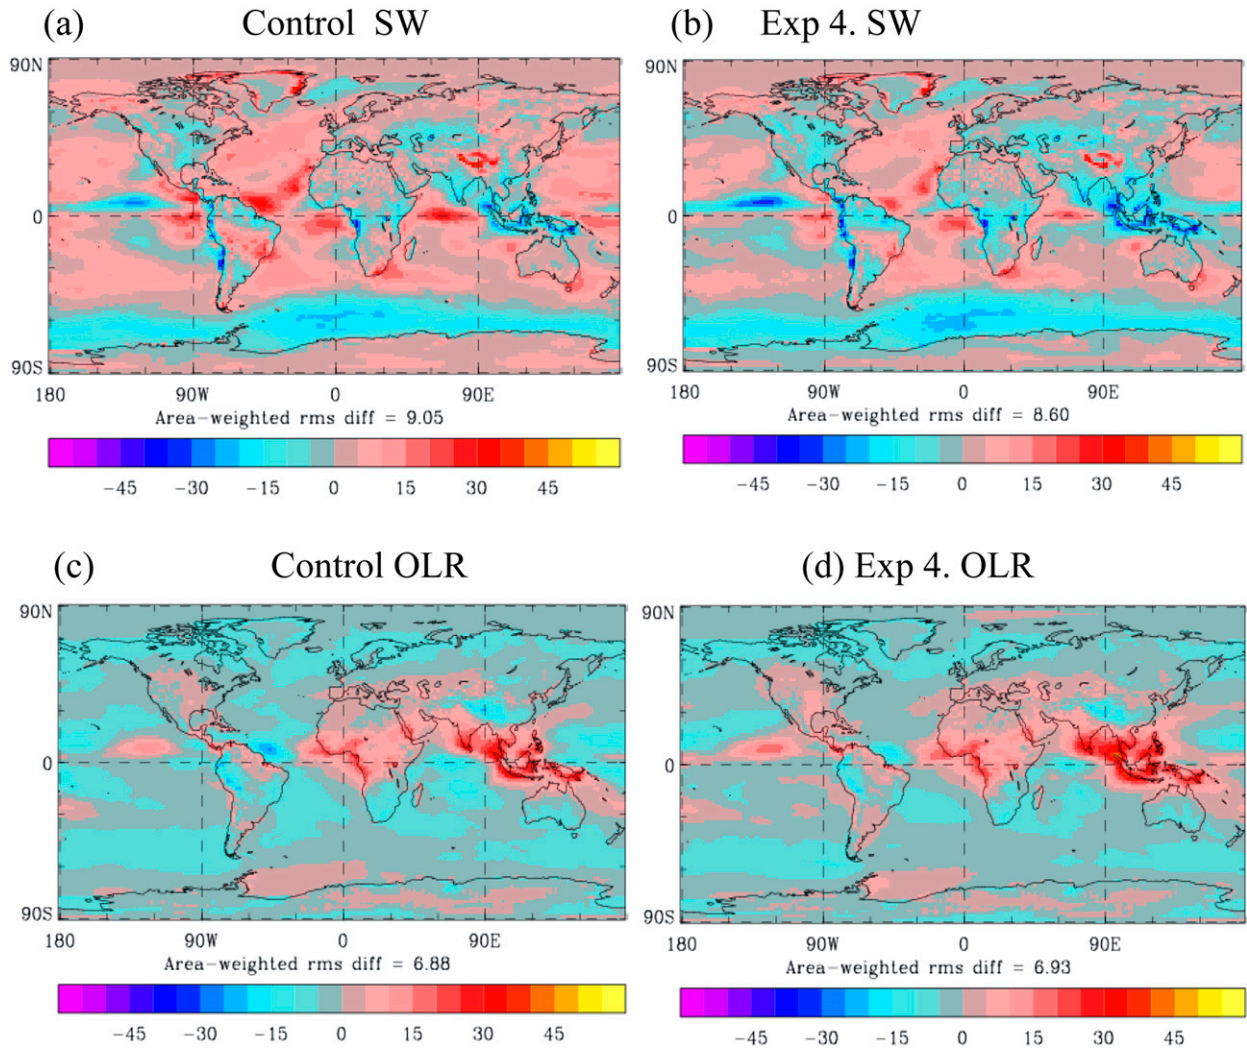 (a) Control SW
(b) Exp 4. SW
90N
0
90S
180 90W 0 90E
Area-weighted rms diff = 9.05
-45 -30 -15 0 15 30 45
90N
0
90S
180 90W 0 90E
Area-weighted rms diff = 8.60
-45 -30 -15 0 15 30 45
(c) Control OLR
(d) Exp 4. OLR
90N
0
90S
180 90W 0 90E
Area-weighted rms diff = 6.88
-45 -30 -15 0 15 30 45
90N
0
90S
180 90W 0 90E
Area-weighted rms diff = 6.93
-45 -30 -15 0 15 30 45